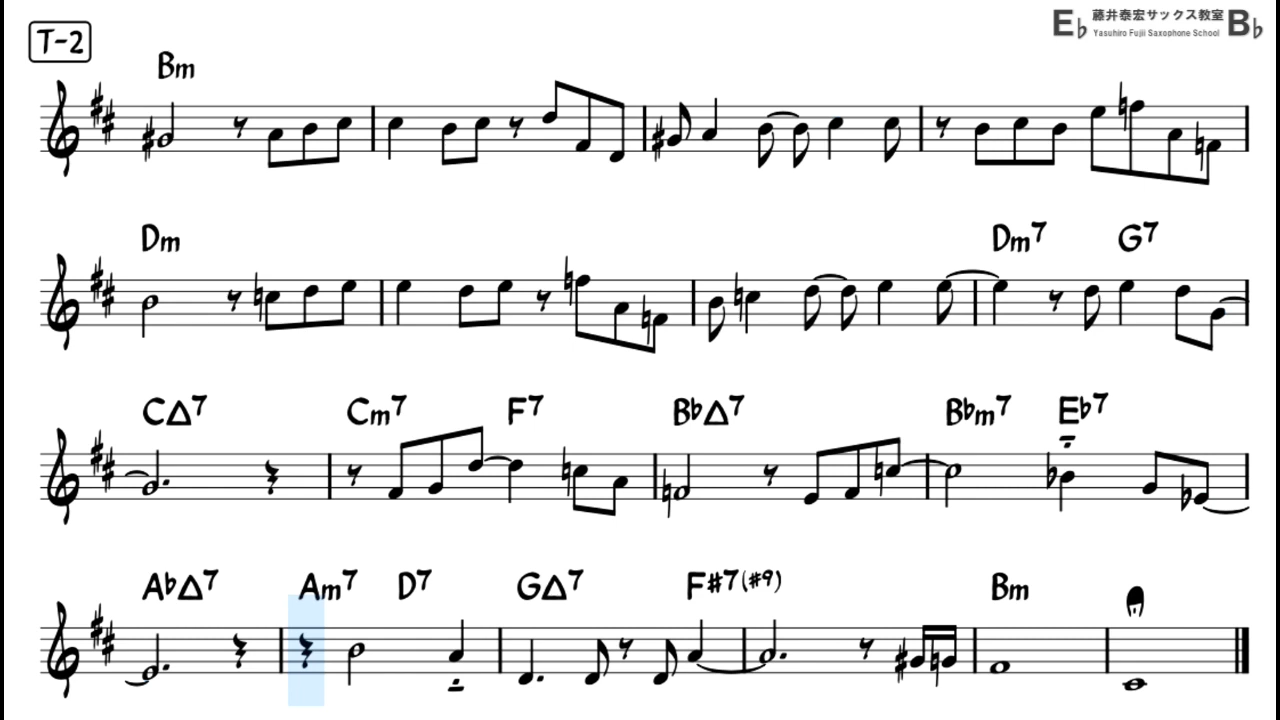 E♭ 藤井泰宏サックス教室 B♭
Yasuhiro Fujii Saxophone School
T-2
Bm
Dm Dm7 G7
C△7 Cm7 F7 B♭△7 B♭m7 E♭7
A♭△7 Am7 D7 G△7 F#7(#9) Bm